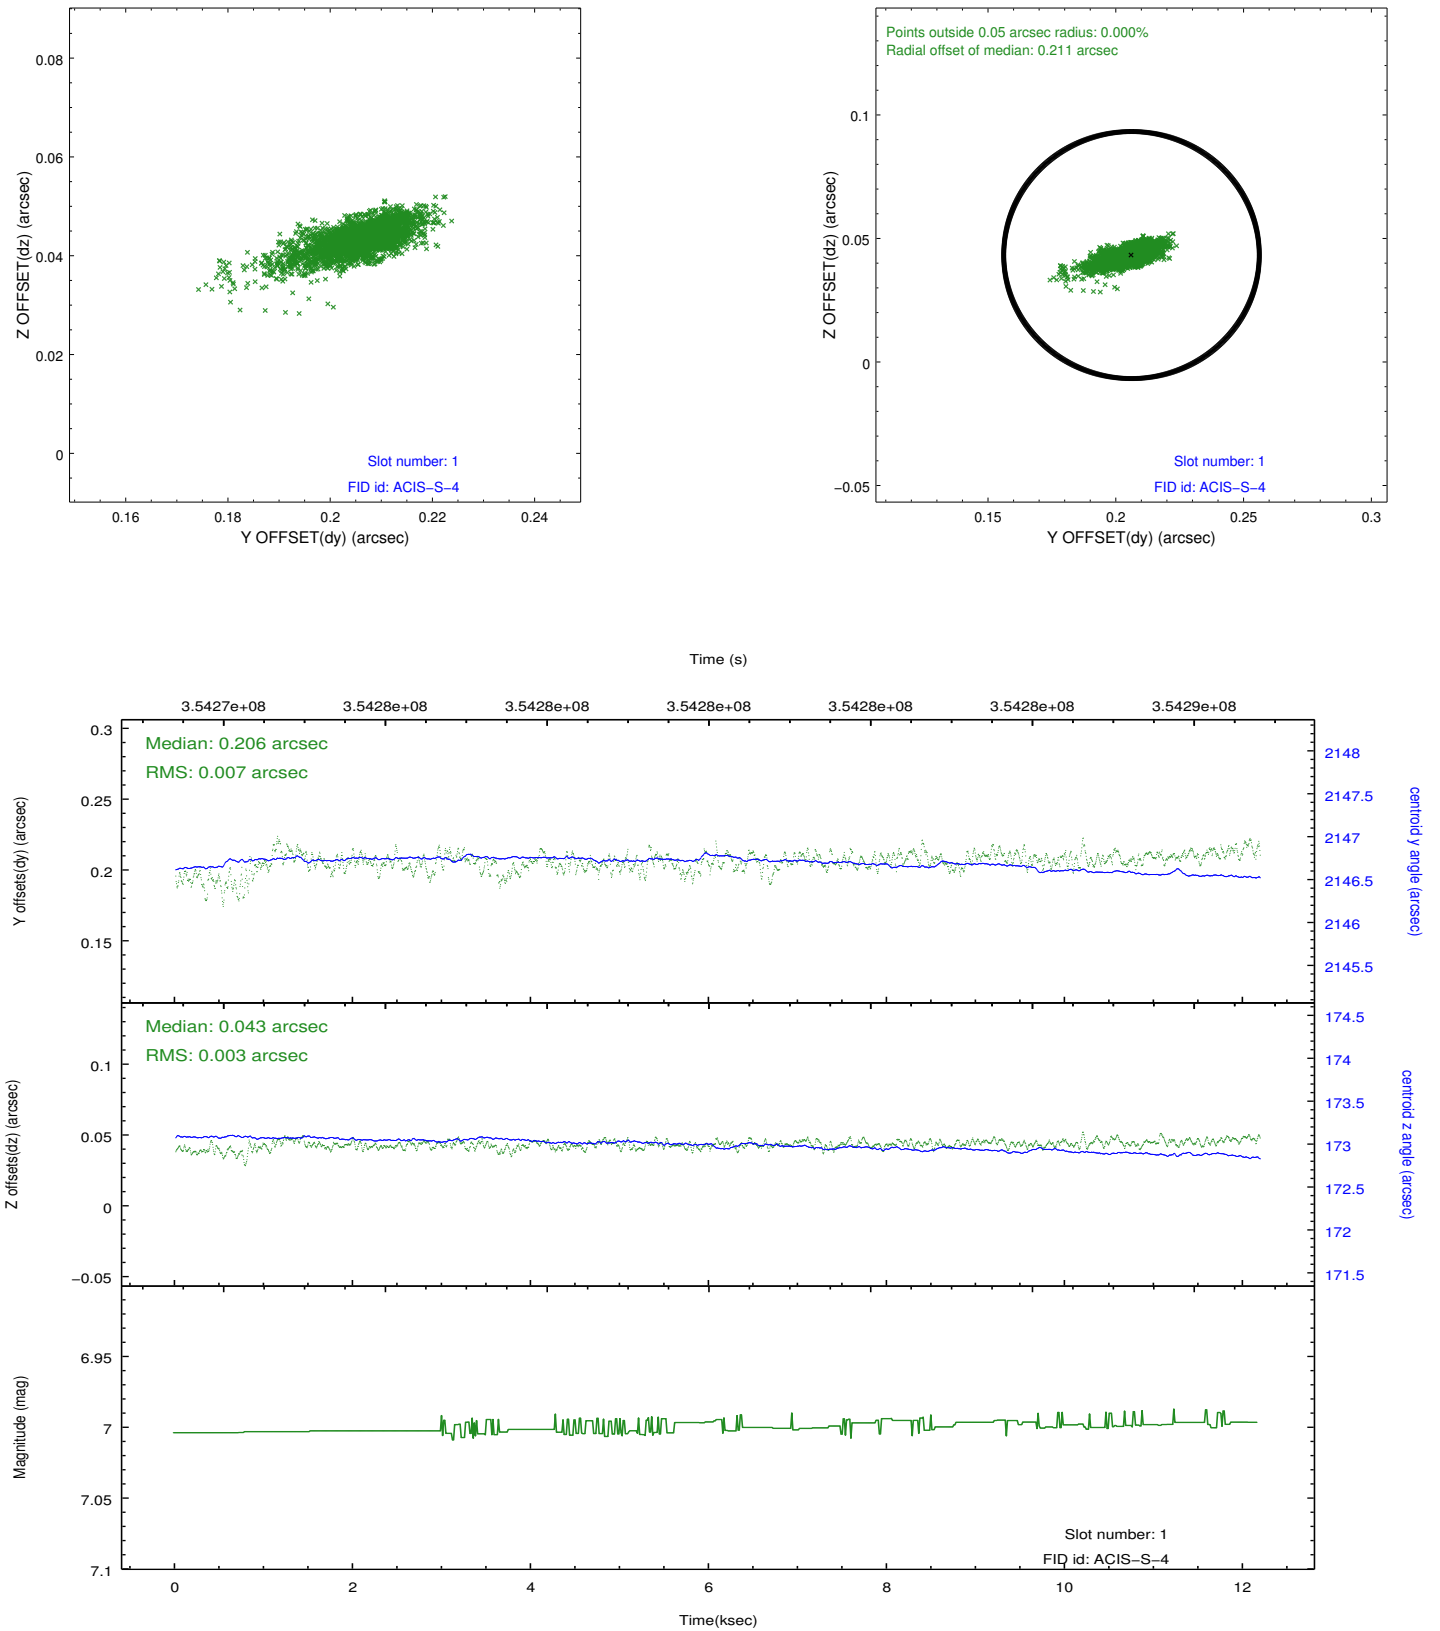 0.08
0.06
0.04
0.02
0
Z OFFSET(dz) (arcsec)
Slot number: 1
FID id: ACIS−S−4
0.16 0.18 0.2 0.22 0.24
Y OFFSET(dy) (arcsec)
Points outside 0.05 arcsec radius: 0.000%
Radial offset of median: 0.211 arcsec
0.1
0.05
0
−0.05
Z OFFSET(dz) (arcsec)
Slot number: 1
FID id: ACIS−S−4
0.15 0.2 0.25 0.3
Y OFFSET(dy) (arcsec)
Time (s)
3.5427e+08 3.5428e+08 3.5428e+08 3.5428e+08 3.5428e+08 3.5428e+08 3.5429e+08
Median: 0.206 arcsec
RMS: 0.007 arcsec
0.3
0.25
0.2
0.15
Y offsets(dy) (arcsec)
2148
2147.5
2147
2146.5
2146
2145.5
centroid y angle (arcsec)
Median: 0.043 arcsec
RMS: 0.003 arcsec
0.1
0.05
0
−0.05
Z offsets(dz) (arcsec)
174.5
174
173.5
173
172.5
172
171.5
centroid z angle (arcsec)
6.95
7
7.05
7.1
Magnitude (mag)
Slot number: 1
FID id: ACIS−S−4
0 2 4 6 8 10 12
Time(ksec)